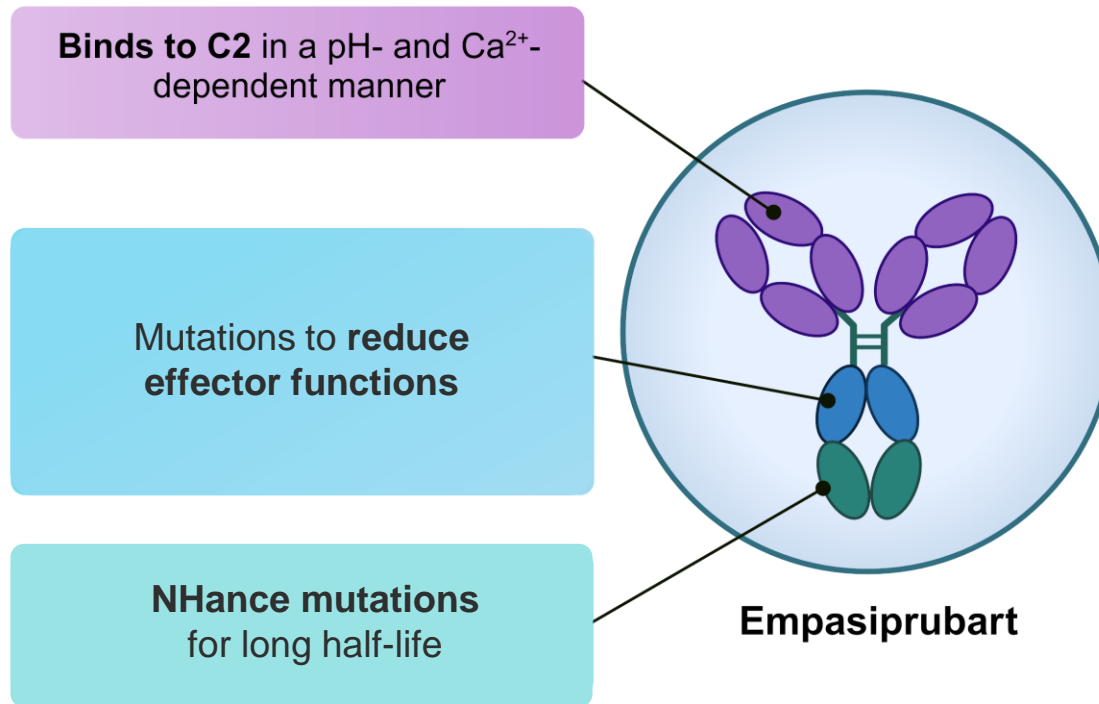 Binds to C2 in a pH- and Ca²⁺-
dependent manner
Mutations to reduce
effector functions
NHance mutations
for long half-life
Empasiprubart